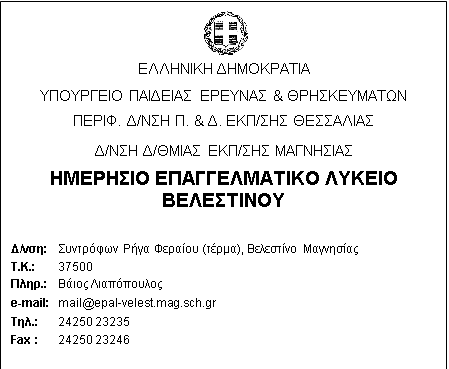 ΕΛΛΗΝΙΚΗ ΔΗΜΟΚΡΑΤΙΑ
ΥΠΟΥΡΓΕΙΟ ΠΑΙΔΕΙΑΣ ΕΡΕΥΝΑΣ & ΘΡΗΣΚΕΥΜΑΤΩΝ
ΠΕΡΙΦ. Δ/ΝΣΗ Π. & Δ. ΕΚΠ/ΣΗΣ ΘΕΣΣΑΛΙΑΣ
Δ/ΝΣΗ Δ/ΘΜΙΑΣ ΕΚΠ/ΣΗΣ ΜΑΓΝΗΣΙΑΣ
ΗΜΕΡΗΣΙΟ ΕΠΑΓΓΕΛΜΑΤΙΚΟ ΛΥΚΕΙΟ
ΒΕΛΕΣΤΙΝΟΥ
Δ/νση: Συντρόφων Ρήγα Φεραίου (τέρμα), Βελεστίνο Μαγνησίας
Τ.Κ.: 37500
Πληρ.: Βάιος Λιαπόπουλος
e-mail: mail@epal-velest.mag.sch.gr
Τηλ.: 24250 23235
Fax : 24250 23246